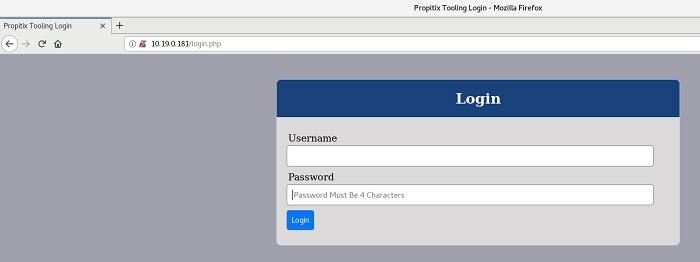 Propitix Tooling Login - Mozilla Firefox
Propitix Tooling Login
10.19.0.181/login.php
Login
Username
Password
Password Must Be 4 Characters
Login